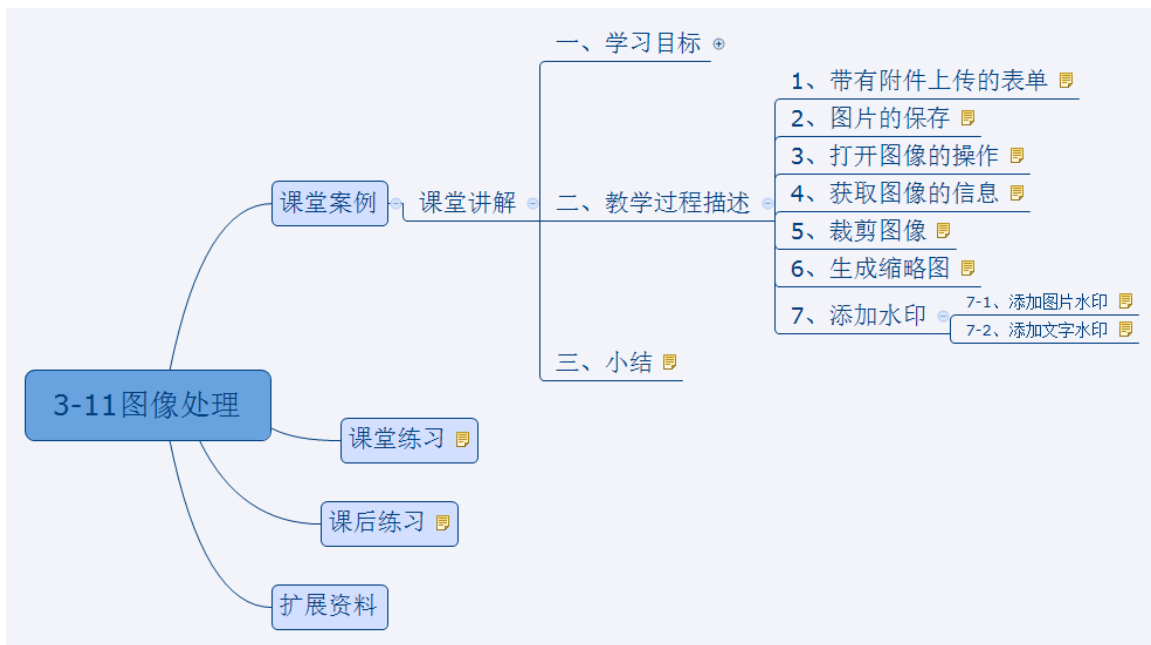 3-11图像处理
课堂案例
课堂讲解
一、学习目标
二、教学过程描述
1、带有附件上传的表单
2、图片的保存
3、打开图像的操作
4、获取图像的信息
5、裁剪图像
6、生成缩略图
7、添加水印
7-1、添加图片水印
7-2、添加文字水印
三、小结
课堂练习
课后练习
扩展资料